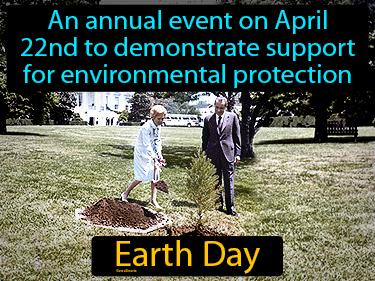 An annual event on April
22nd to demonstrate support
for environmental protection
Earth Day